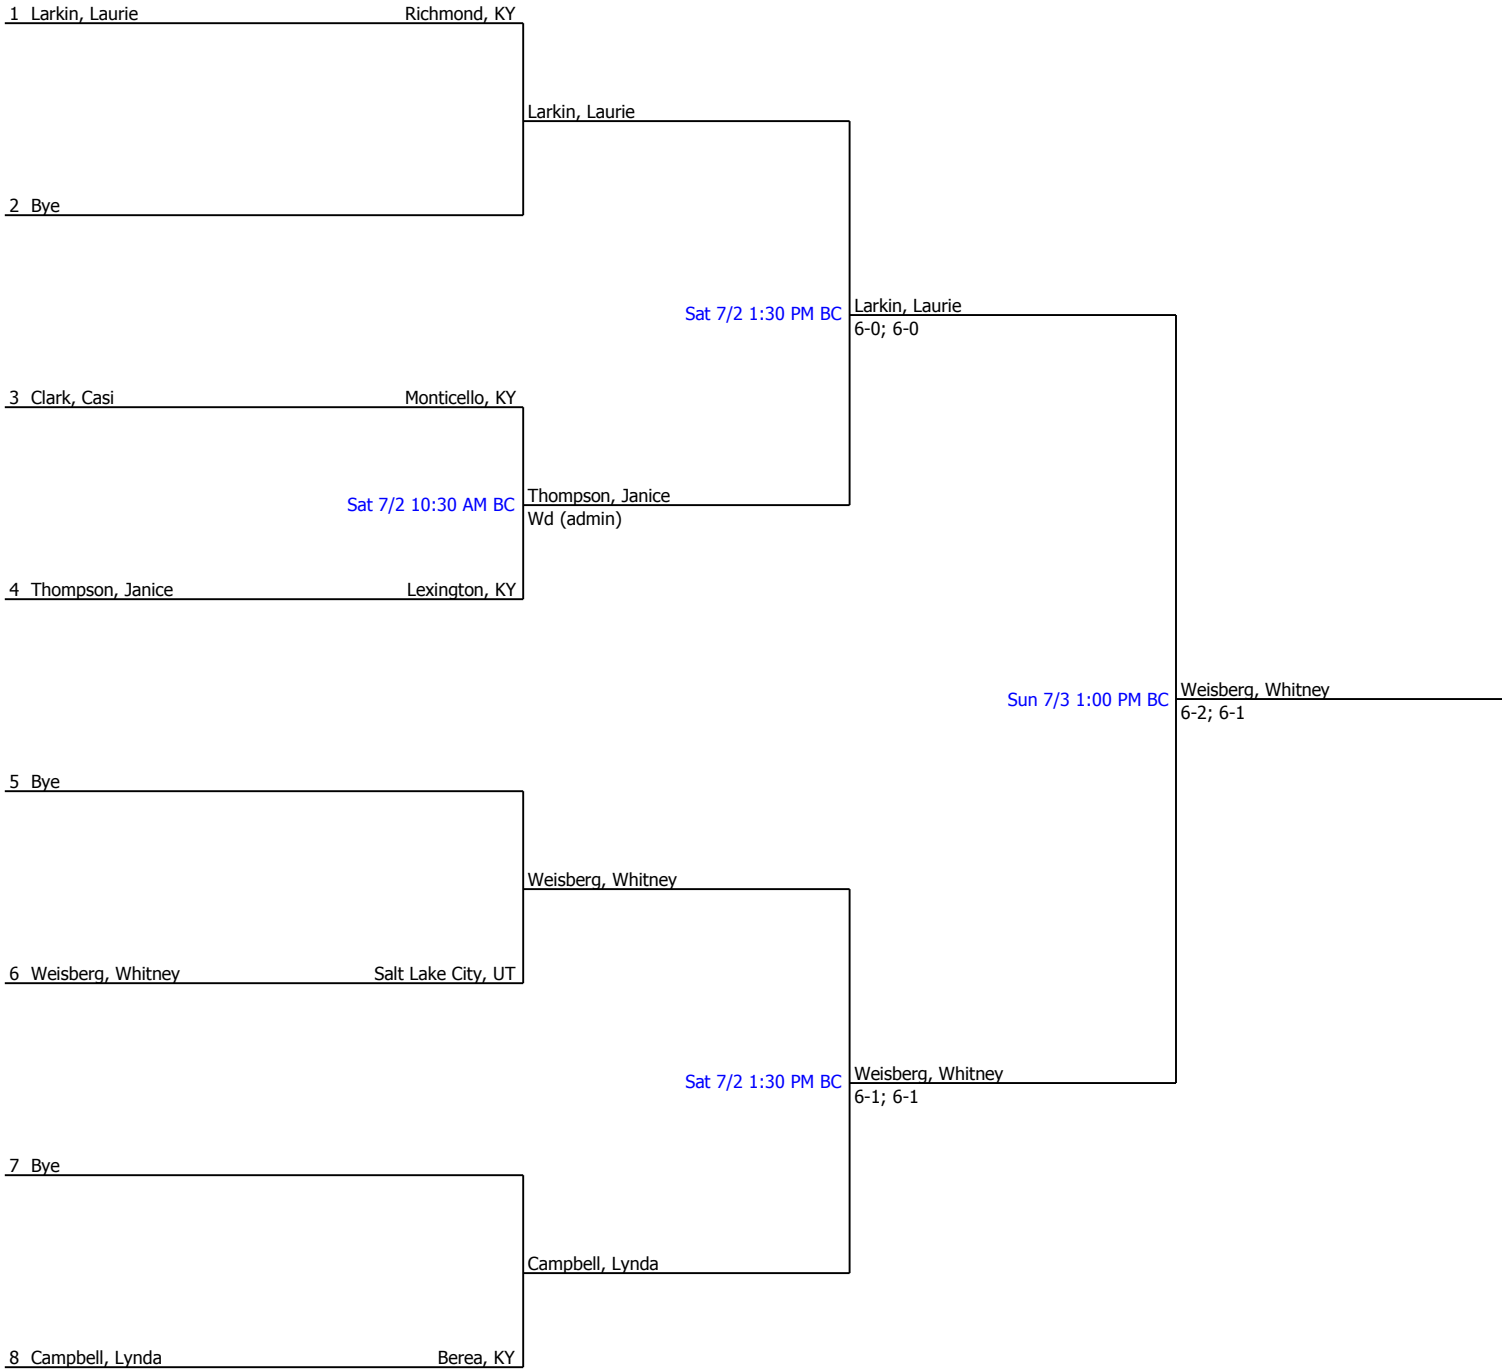 1 Larkin, Laurie Richmond, KY
Larkin, Laurie
2 Bye
Sat 7/2 1:30 PM BC
Larkin, Laurie
6-0; 6-0
3 Clark, Casi Monticello, KY
Sat 7/2 10:30 AM BC
Thompson, Janice
Wd (admin)
4 Thompson, Janice Lexington, KY
Sun 7/3 1:00 PM BC
Weisberg, Whitney
6-2; 6-1
5 Bye
Weisberg, Whitney
6 Weisberg, Whitney Salt Lake City, UT
Sat 7/2 1:30 PM BC
Weisberg, Whitney
6-1; 6-1
7 Bye
Campbell, Lynda
8 Campbell, Lynda Berea, KY